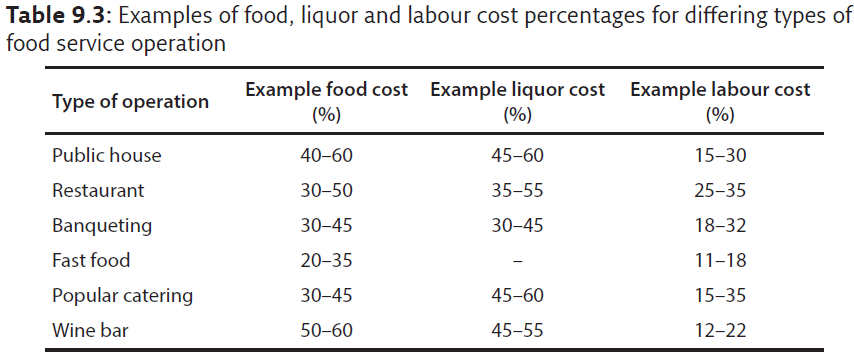 Table 9.3: Examples of food, liquor and labour cost percentages for differing types of
food service operation
Type of operation Example food cost (%) Example liquor cost (%) Example labour cost (%)
Public house 40–60 45–60 15–30
Restaurant 30–50 35–55 25–35
Banqueting 30–45 30–45 18–32
Fast food 20–35 – 11–18
Popular catering 30–45 45–60 15–35
Wine bar 50–60 45–55 12–22